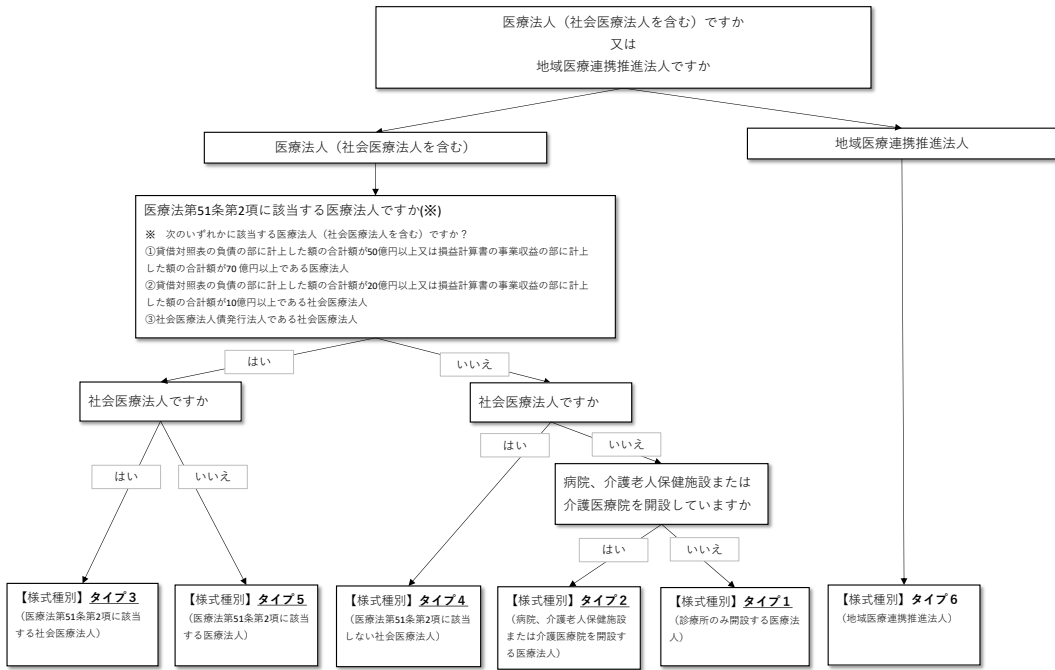 医療法人（社会医療法人を含む）ですか
又は
地域医療連携推進法人ですか
医療法人（社会医療法人を含む）
地域医療連携推進法人
医療法第51条第2項に該当する医療法人ですか(※)
※　次のいずれかに該当する医療法人（社会医療法人を含む）ですか？
①貸借対照表の負債の部に計上した額の合計額が50億円以上又は損益計算書の事業収益の部に計上
した額の合計額が70 億円以上である医療法人
②貸借対照表の負債の部に計上した額の合計額が20億円以上又は損益計算書の事業収益の部に計上
した額の合計額が10億円以上である社会医療法人
③社会医療法人債発行法人である社会医療法人
はい
いいえ
社会医療法人ですか
社会医療法人ですか
はい
いいえ
はい
いいえ
病院、介護老人保健施設または
介護医療院を開設していますか
はい
いいえ
【様式種別】タイプ３
（医療法第51条第2項に該当
する社会医療法人）
【様式種別】タイプ５
（医療法第51条第2項に該当
する医療法人）
【様式種別】タイプ４
（医療法第51条第2項に該当
しない社会医療法人）
【様式種別】タイプ２
（病院、介護老人保健施設
または介護医療院を開設す
る医療法人）
【様式種別】タイプ１
（診療所のみ開設する医療法
人）
【様式種別】タイプ６
（地域医療連携推進法人）